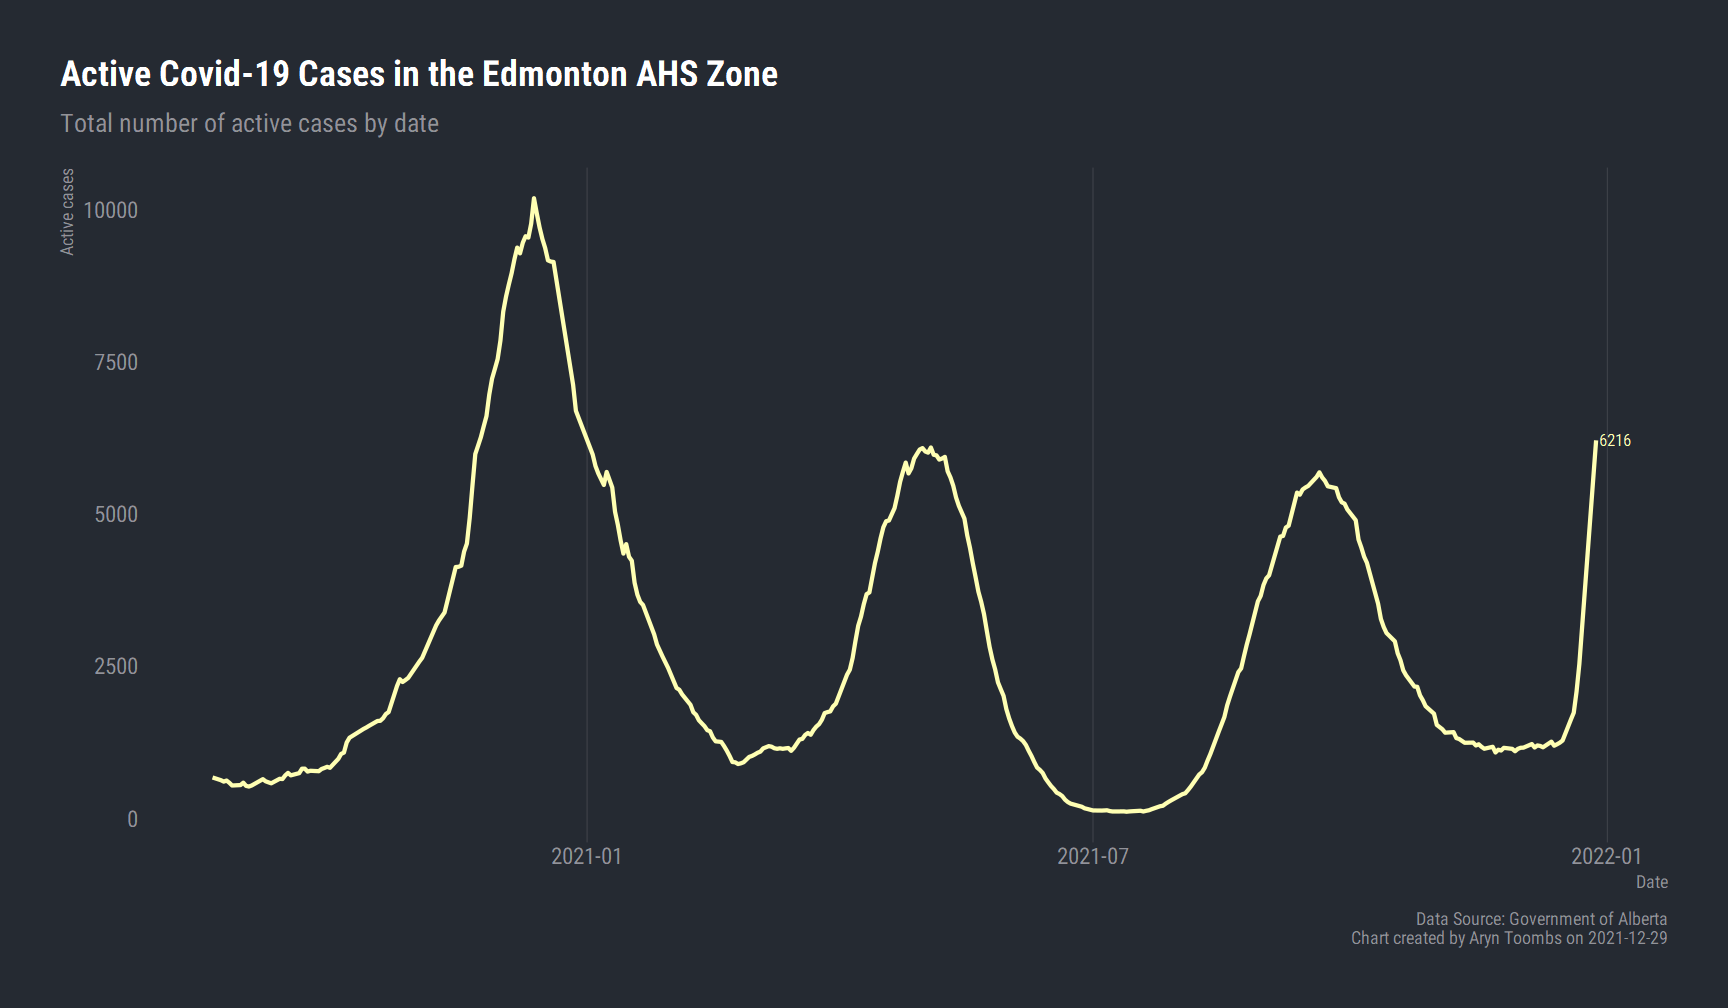 Active Covid-19 Cases in the Edmonton AHS Zone
Total number of active cases by date
Active cases
10000
7500
5000
2500
0
6216
2021-01
2021-07
2022-01
Date
Data Source: Government of Alberta
Chart created by Aryn Toombs on 2021-12-29